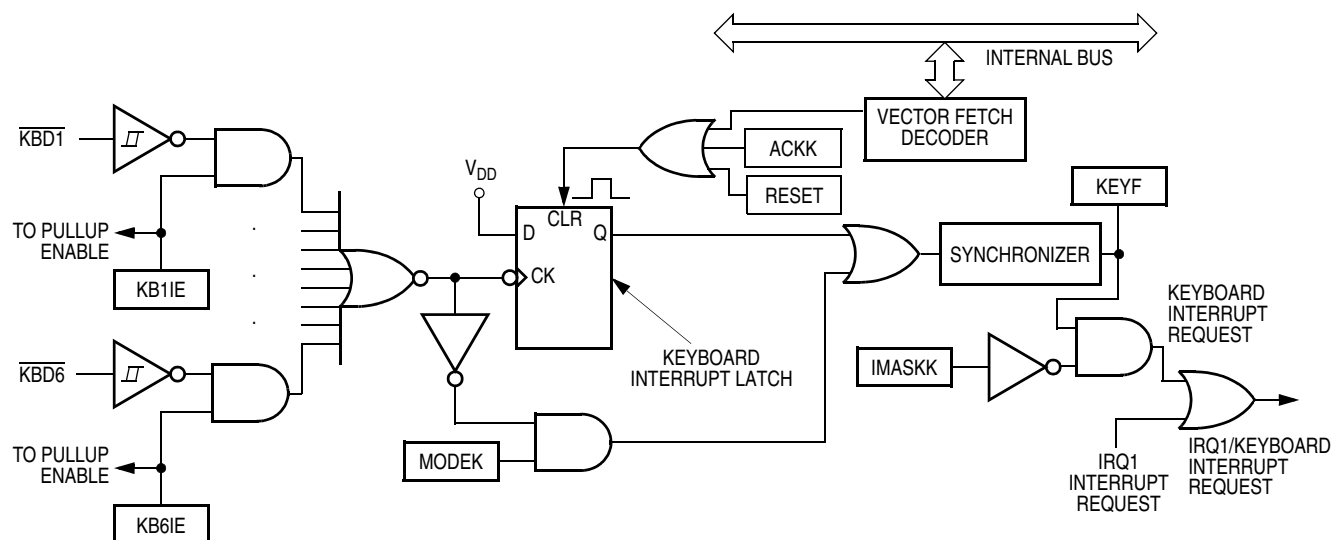 INTERNAL BUS
VECTOR FETCH
DECODER
KBD1
ACKK
VDD
RESET
KEYF
CLR
D
Q
TO PULLUP
ENABLE
SYNCHRONIZER
CK
KB1IE
KEYBOARD
INTERRUPT
REQUEST
KBD6
KEYBOARD
INTERRUPT LATCH
IMASKK
TO PULLUP
ENABLE
MODEK
IRQ1
INTERRUPT
REQUEST
IRQ1/KEYBOARD
INTERRUPT
REQUEST
KB6IE